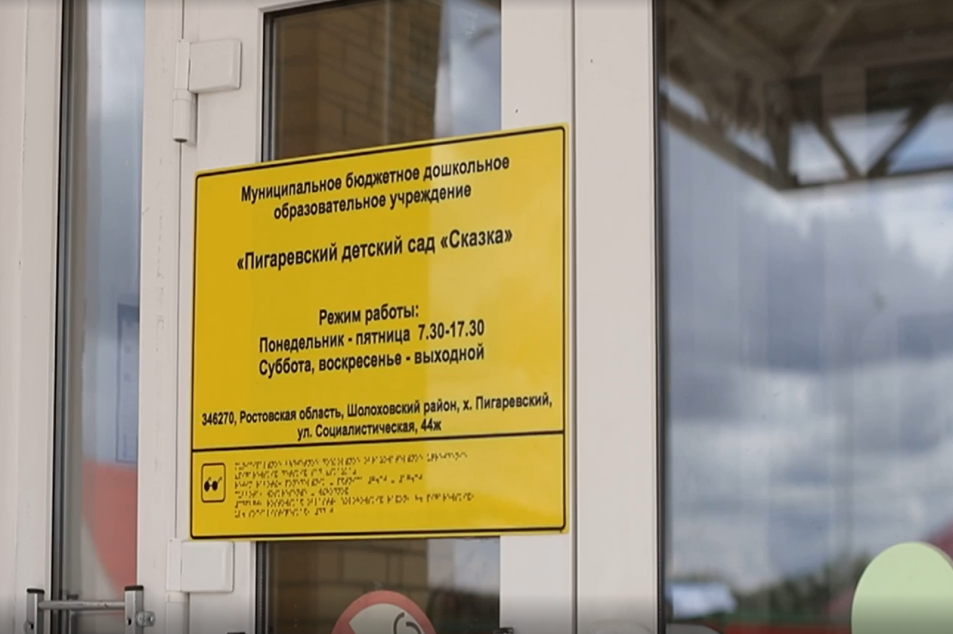 Муниципальное бюджетное дошкольное
образовательное учреждение
«Пигаревский детский сад «Сказка»
Режим работы:
Понедельник - пятница 7.30-17.30
Суббота, воскресенье - выходной
346270, Ростовская область, Шолоховский район, х. Пигаревский,
ул. Социалистическая, 44ж